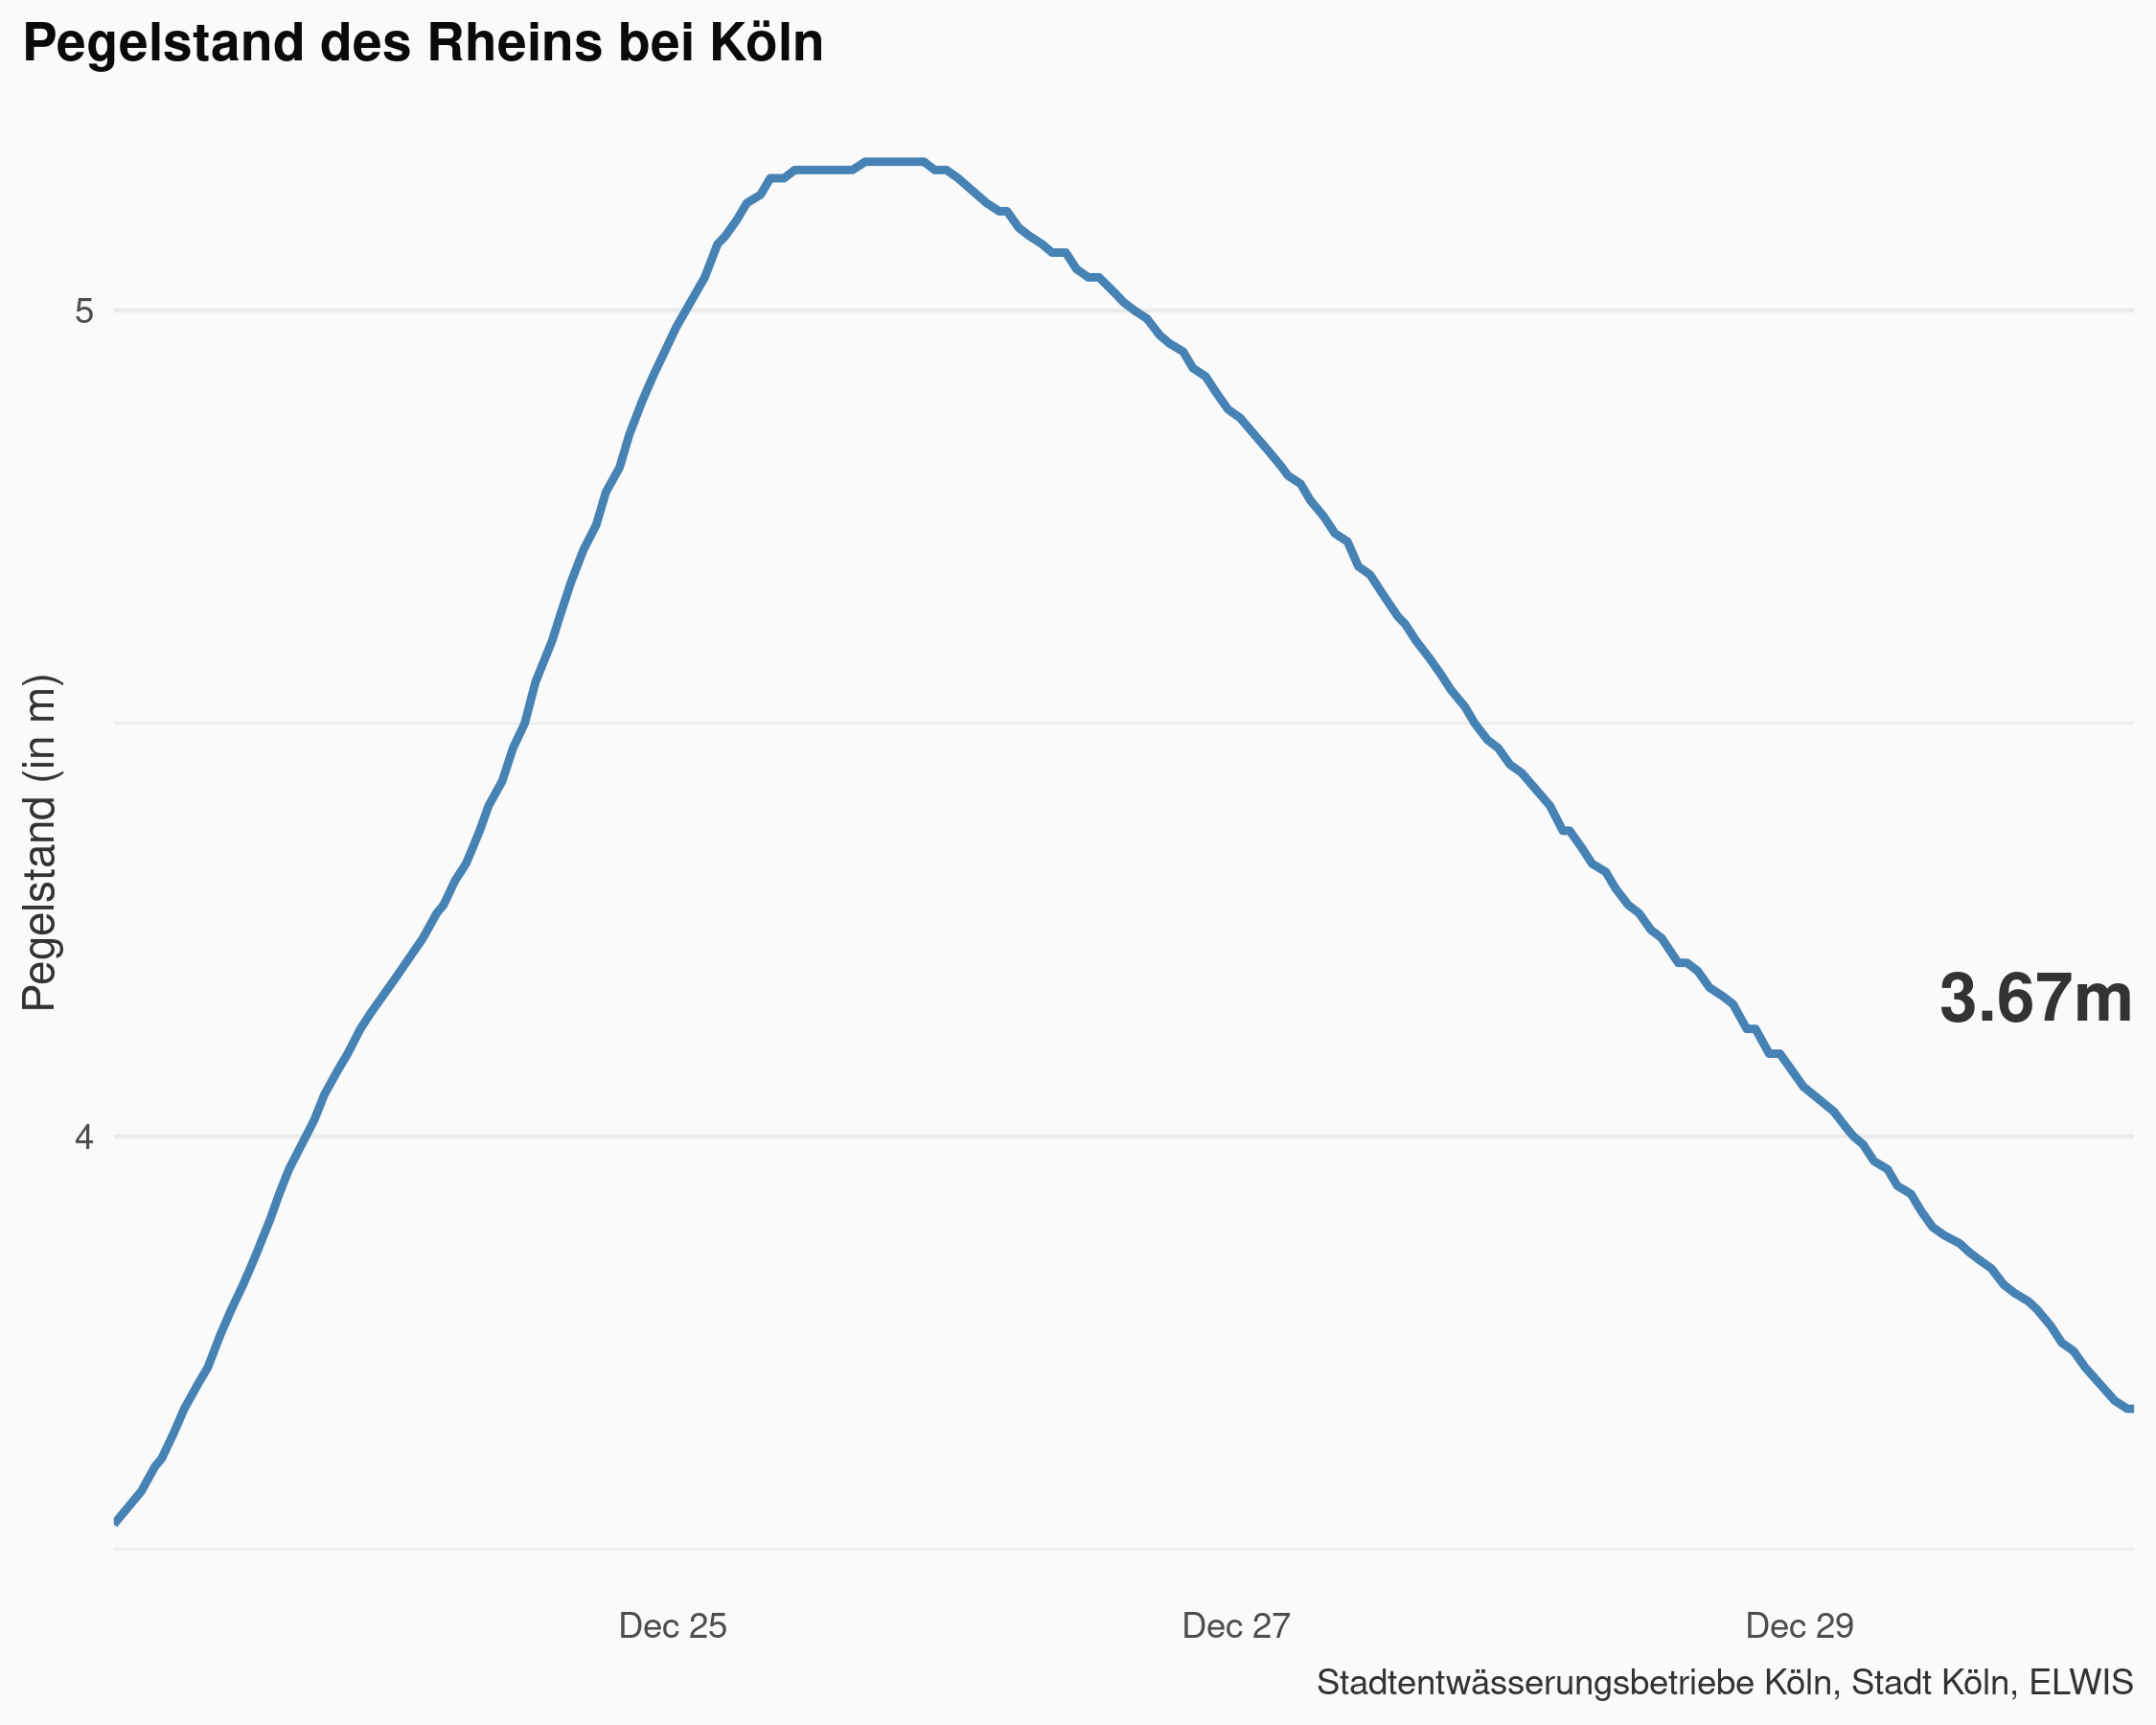 Pegelstand des Rheins bei Köln
Pegelstand (in m)
5
4
3.67m
Dec 25
Dec 27
Dec 29
Stadtentwässerungsbetriebe Köln, Stadt Köln, ELWIS